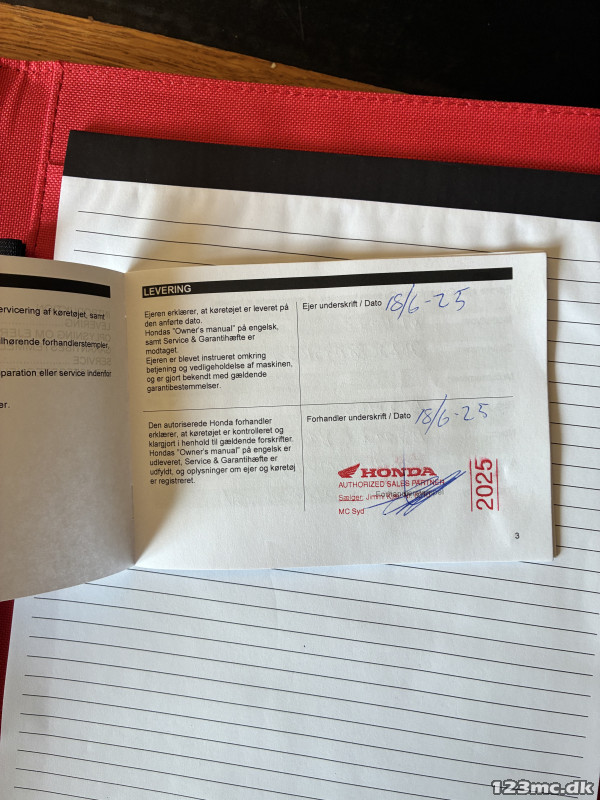 ervicering af køretøjet, samt
lhørende forhandlerstempler,
paration eller service indenfor
er.
LEVERING
Ejeren erklærer, at køretøjet er leveret på
den anførte dato.
Hondas "Owner's manual" på engelsk,
samt Service & Garantihæfte er
modtaget.
Ejeren er blevet instrueret omkring
betjening og vedligeholdelse af maskinen,
og er gjort bekendt med gældende
garantibestemmelser.
Ejer underskrift / Dato 18/6-25
Den autoriserede Honda forhandler
erklærer, at køretøjet er kontrolleret og
klargjort i henhold til gældende forskrifter.
Hondas "Owner's manual" på engelsk er
udleveret, Service & Garantihæfte er
udfyldt, og oplysninger om ejer og køretøj
er registreret.
Forhandler underskrift / Dato 18/6-25
HONDA
AUTHORIZED SALES PARTNER
Sælger: Jimmi
MC Syd
2025
3
123mc.dk